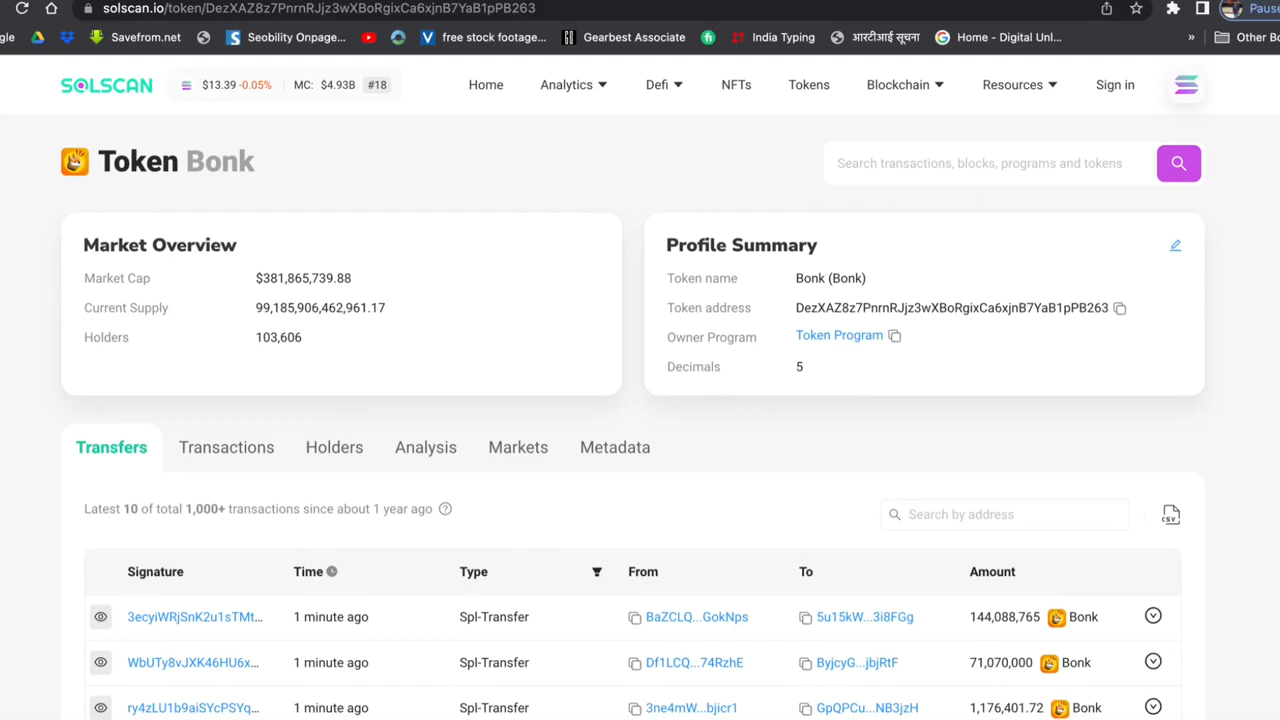 solscan.io/token/DezXAZ8z7PnrnRJjz3wXBoRgixCa6xjnB7YaB1pPB263
Pause
gle Savefrom.net Seobility Onpage... free stock footage... Gearbest Associate India Typing आरटीआई सूचना Home - Digital Unl... » Other Bo
SOLSCAN $13.39 -0.05% MC: $4.93B #18 Home Analytics Defi NFTs Tokens Blockchain Resources Sign in
Token Bonk
Search transactions, blocks, programs and tokens
Market Overview
Market Cap $381,865,739.88
Current Supply 99,185,906,462,961.17
Holders 103,606
Profile Summary
Token name Bonk (Bonk)
Token address DezXAZ8z7PnrnRJjz3wXBoRgixCa6xjnB7YaB1pPB263
Owner Program Token Program
Decimals 5
Transfers Transactions Holders Analysis Markets Metadata
Latest 10 of total 1,000+ transactions since about 1 year ago
Search by address
CSV
Signature Time Type From To Amount
3ecyiWRjSnK2u1sTMt... 1 minute ago Spl-Transfer BaZCLQ...GokNps 5u15kW...3i8FGg 144,088,765 Bonk
WbUTy8vJXK46HU6x... 1 minute ago Spl-Transfer Df1LCQ...74RzhE ByjcyG...jbjRtF 71,070,000 Bonk
ry4zLU1b9aiSYcPSYq... 1 minute ago Spl-Transfer 3ne4mW...bjicr1 GpQPCu...NB3jzH 1,176,401.72 Bonk